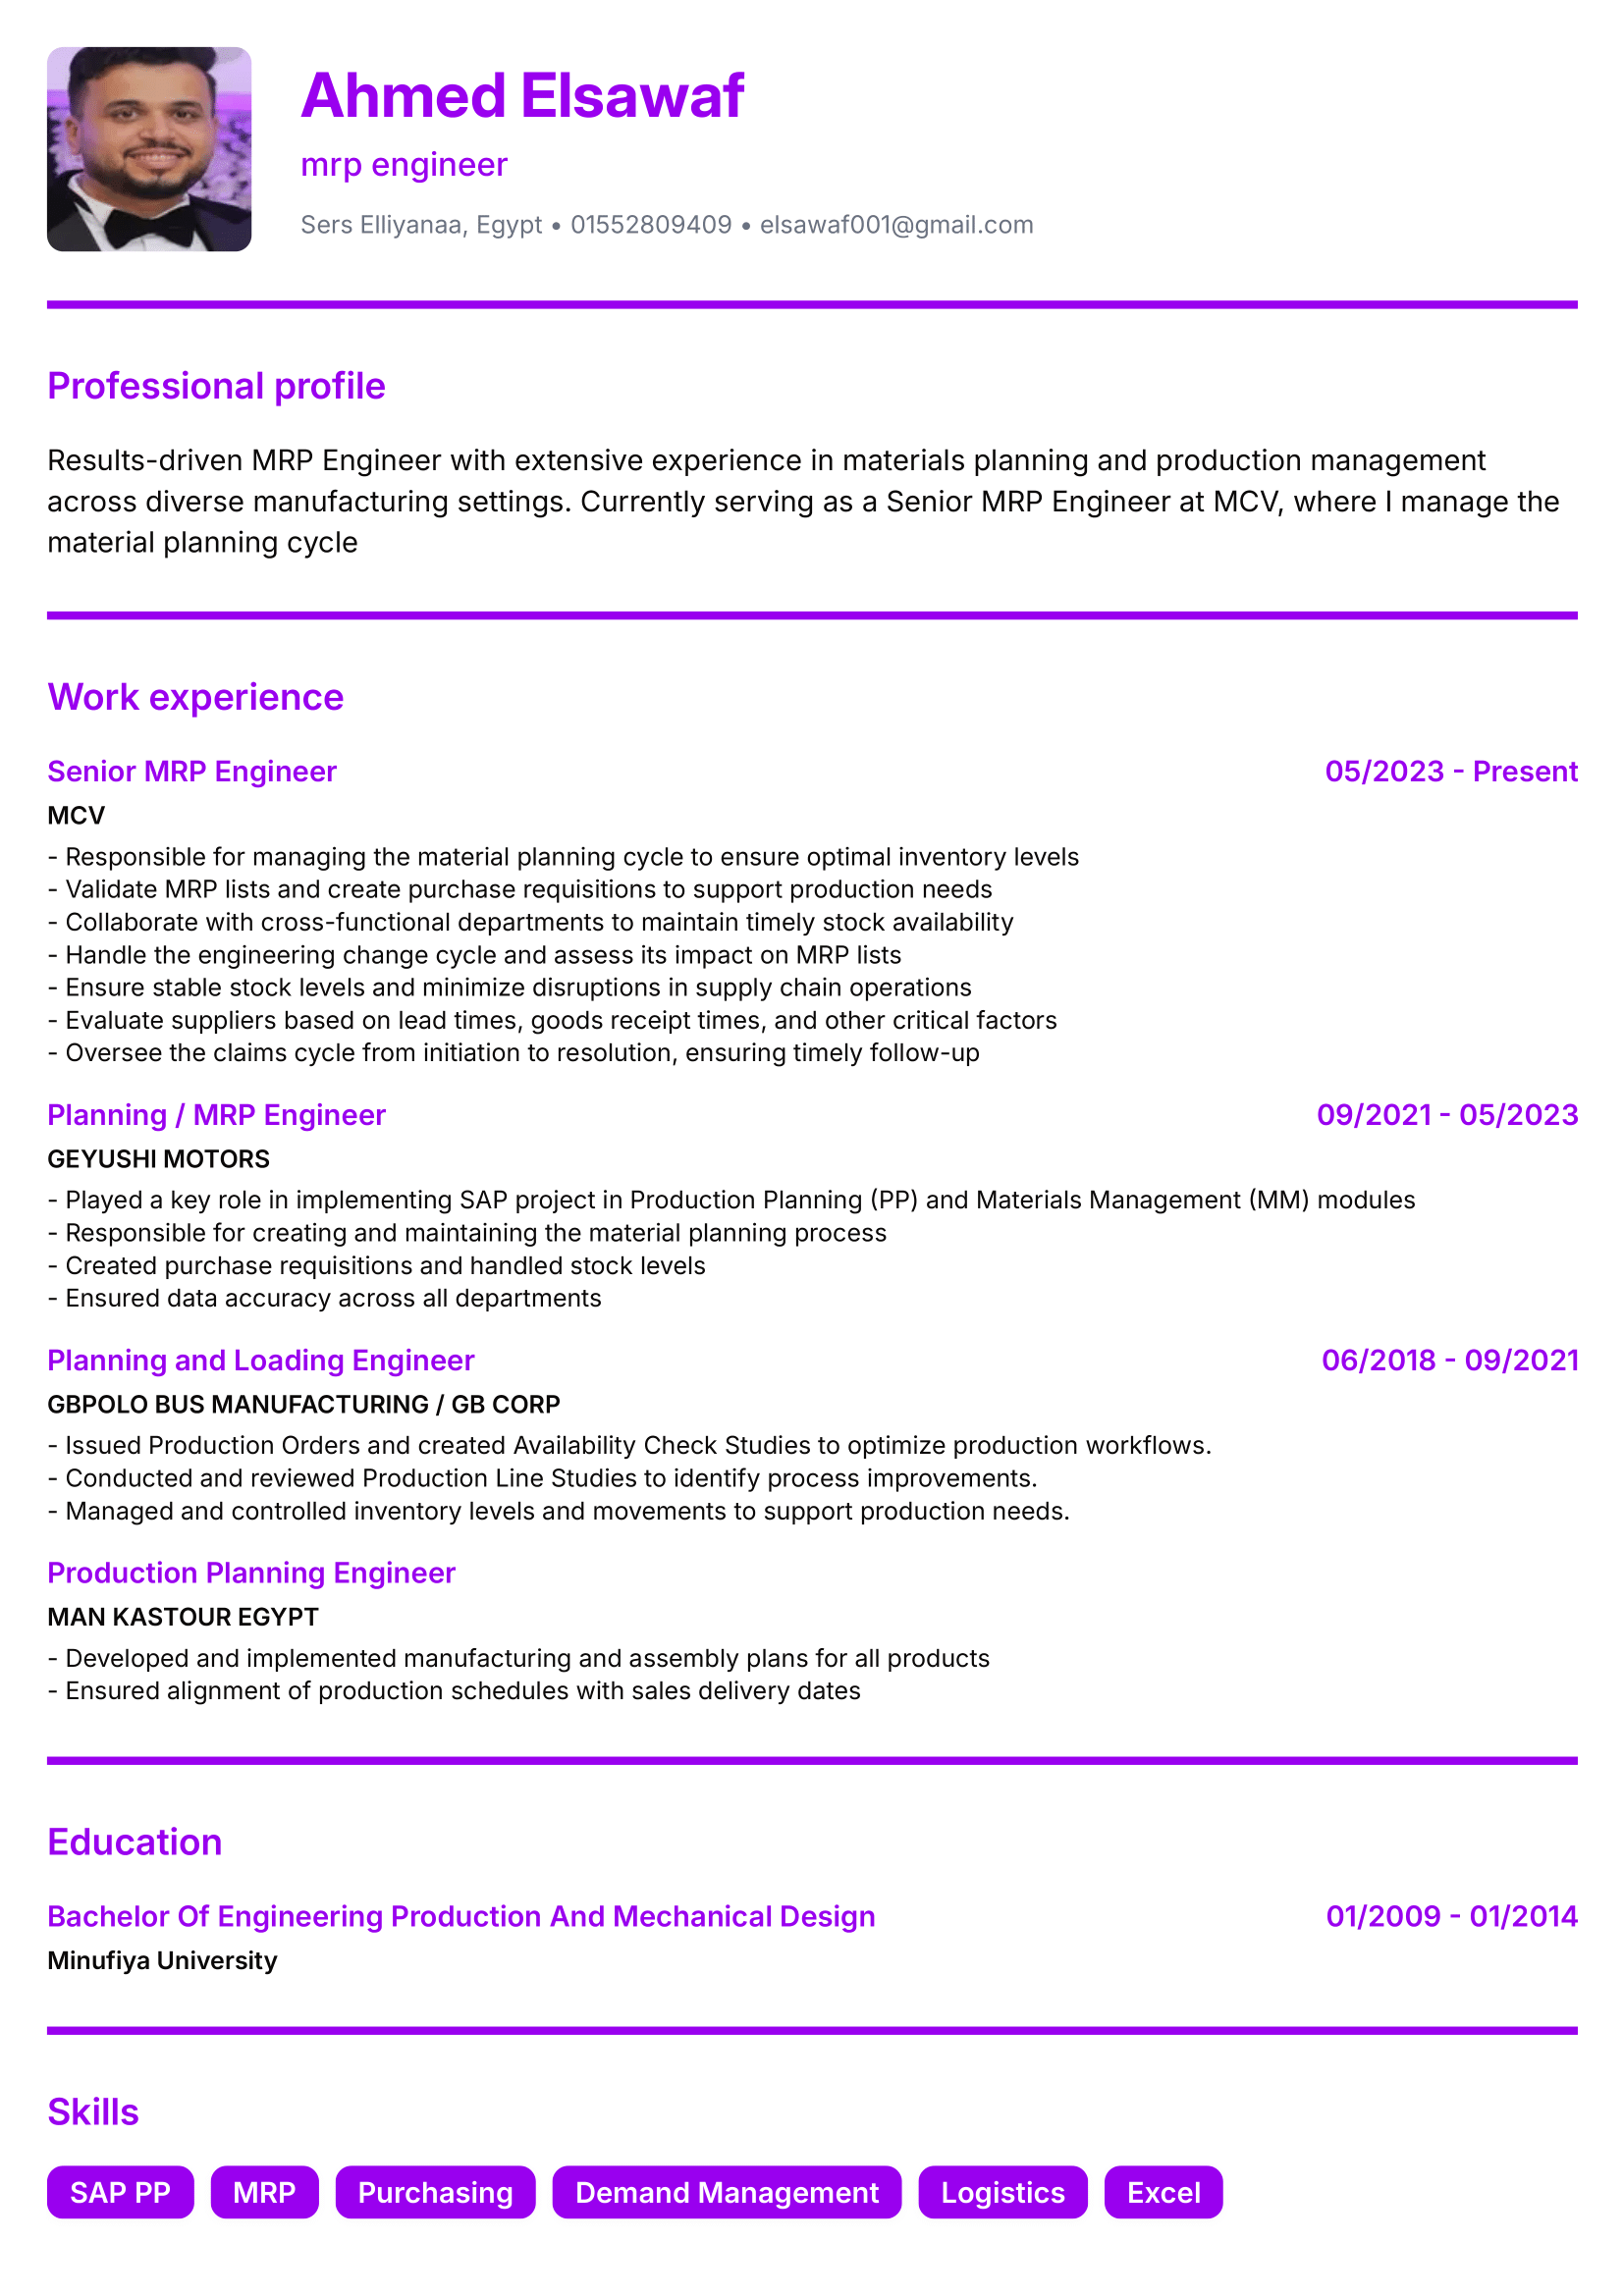 Ahmed Elsawaf
mrp engineer
Sers Elliyanaa, Egypt • 01552809409 • elsawaf001@gmail.com
Professional profile
Results-driven MRP Engineer with extensive experience in materials planning and production management
across diverse manufacturing settings. Currently serving as a Senior MRP Engineer at MCV, where I manage the
material planning cycle
Work experience
Senior MRP Engineer 05/2023 - Present
MCV
- Responsible for managing the material planning cycle to ensure optimal inventory levels
- Validate MRP lists and create purchase requisitions to support production needs
- Collaborate with cross-functional departments to maintain timely stock availability
- Handle the engineering change cycle and assess its impact on MRP lists
- Ensure stable stock levels and minimize disruptions in supply chain operations
- Evaluate suppliers based on lead times, goods receipt times, and other critical factors
- Oversee the claims cycle from initiation to resolution, ensuring timely follow-up
Planning / MRP Engineer 09/2021 - 05/2023
GEYUSHI MOTORS
- Played a key role in implementing SAP project in Production Planning (PP) and Materials Management (MM) modules
- Responsible for creating and maintaining the material planning process
- Created purchase requisitions and handled stock levels
- Ensured data accuracy across all departments
Planning and Loading Engineer 06/2018 - 09/2021
GBPOLO BUS MANUFACTURING / GB CORP
- Issued Production Orders and created Availability Check Studies to optimize production workflows.
- Conducted and reviewed Production Line Studies to identify process improvements.
- Managed and controlled inventory levels and movements to support production needs.
Production Planning Engineer
MAN KASTOUR EGYPT
- Developed and implemented manufacturing and assembly plans for all products
- Ensured alignment of production schedules with sales delivery dates
Education
Bachelor Of Engineering Production And Mechanical Design 01/2009 - 01/2014
Minufiya University
Skills
SAP PP MRP Purchasing Demand Management Logistics Excel